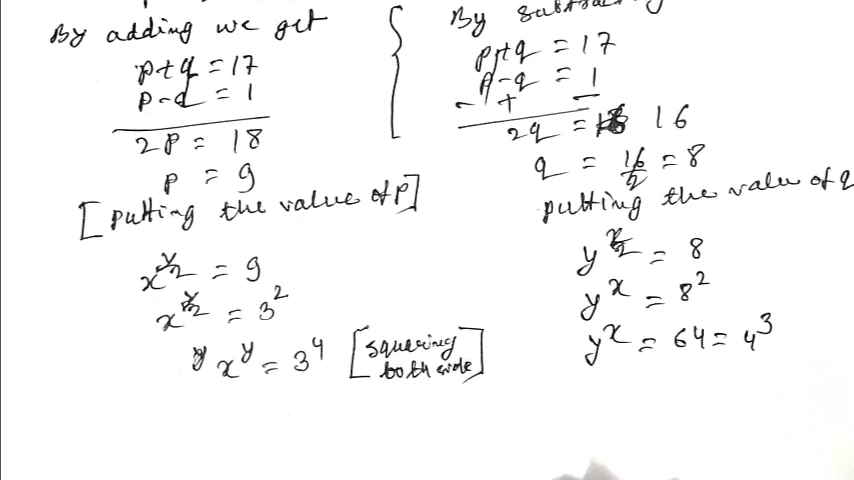 By adding we get
p+q = 17
p-q = 1
2p = 18
p = 9
[putting the value of p]
x^{y/2} = 9
x^{y/2} = 3^2
x^y = 3^4 [squaring
both side]
By
p+q = 17
p-q = 1
- + -
2q = 16
q = 16/2 = 8
putting the value of q
y^{x/2} = 8
y^x = 8^2
y^x = 64 = 4^3